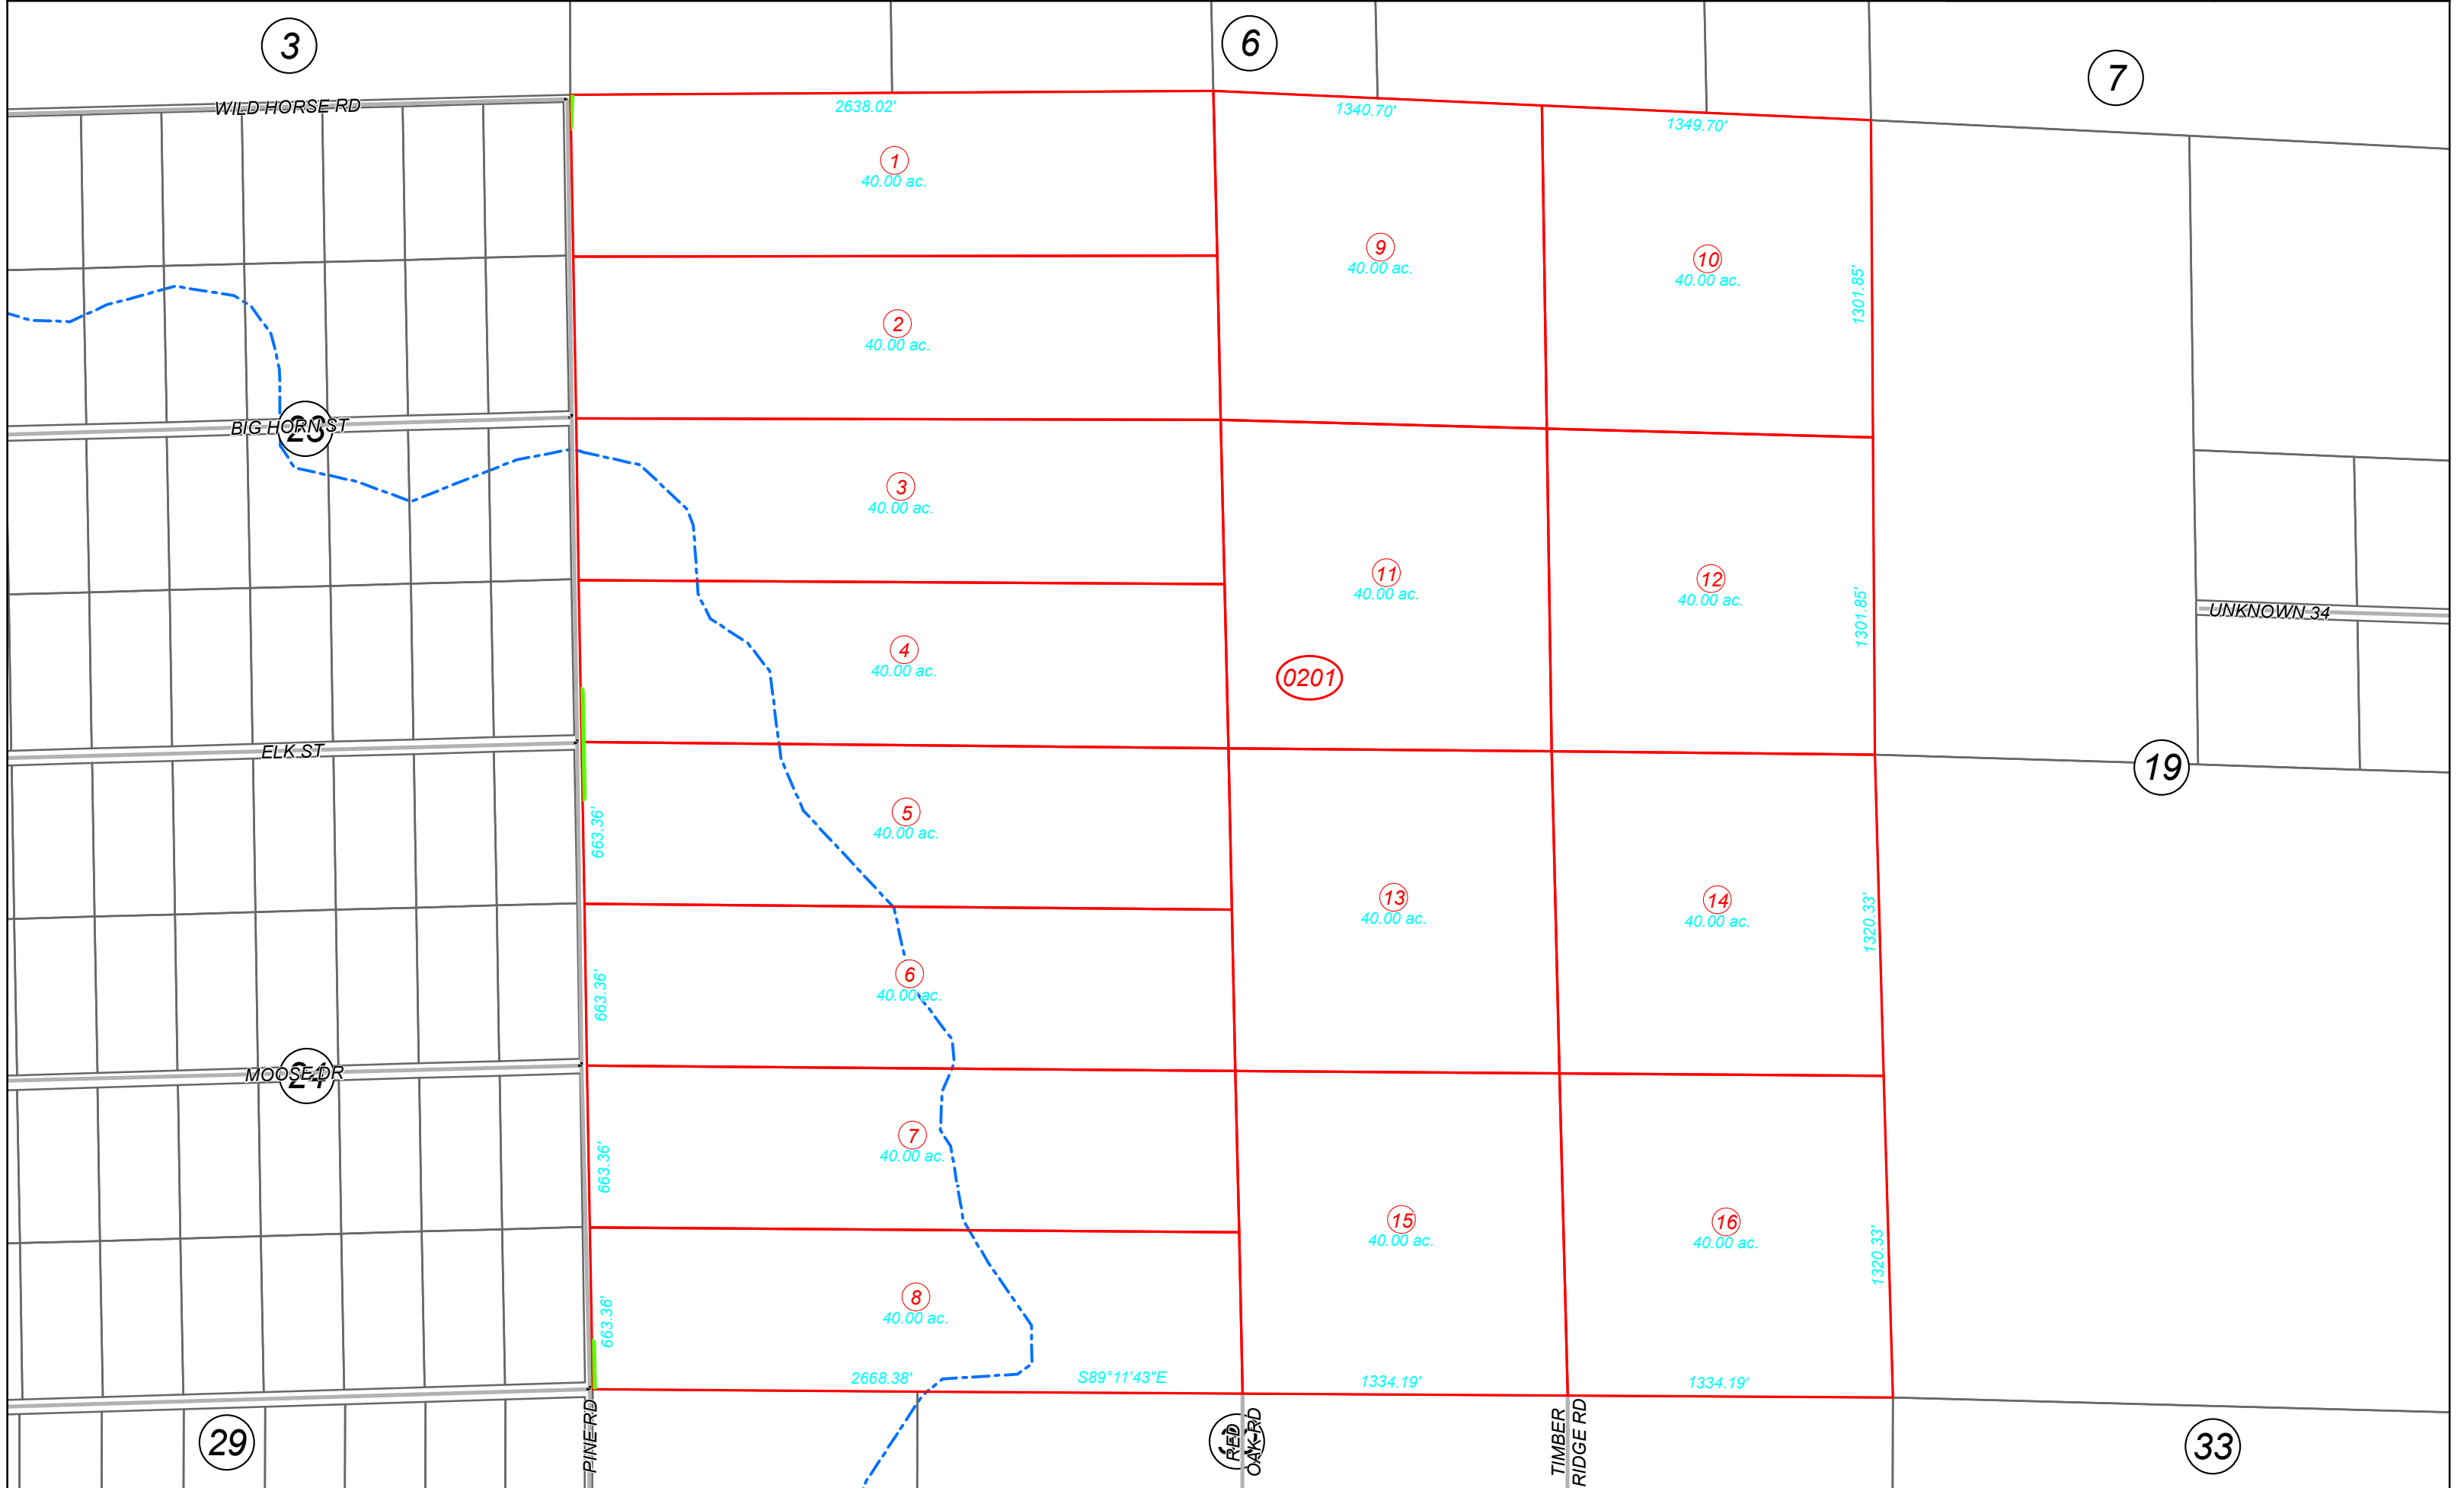 3
6
7
WILD HORSE RD
2638.02'
1340.70'
1349.70'
1
40.00 ac.
9
40.00 ac.
10
40.00 ac.
1301.85'
2
40.00 ac.
23
BIG HORN ST
3
40.00 ac.
11
40.00 ac.
12
40.00 ac.
1301.85'
UNKNOWN 34
4
40.00 ac.
0201
ELK ST
19
5
40.00 ac.
663.36'
13
40.00 ac.
14
40.00 ac.
1320.33'
6
40.00 ac.
663.36'
24
MOOSE DR
7
40.00 ac.
663.36'
15
40.00 ac.
16
40.00 ac.
1320.33'
8
40.00 ac.
663.36'
2668.38'
S89°11'43"E
1334.19'
1334.19'
29
PINE RD
RED
OAK RD
TIMBER
RIDGE RD
33